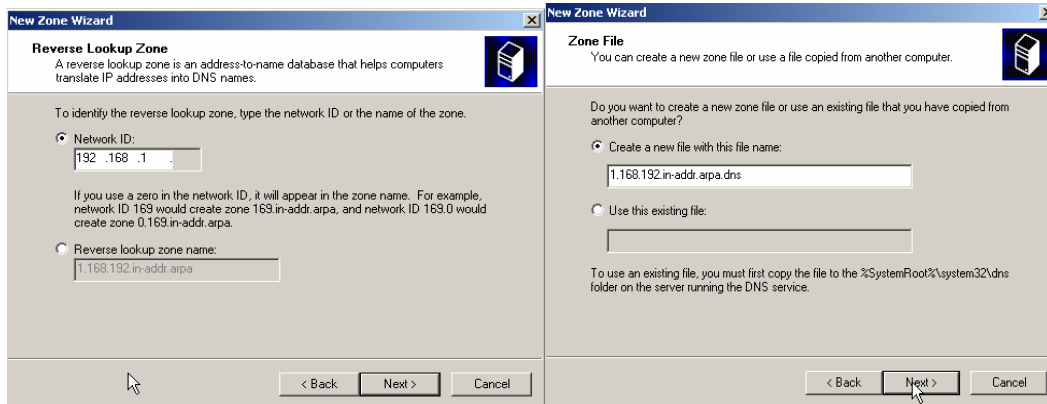 New Zone Wizard
Reverse Lookup Zone
A reverse lookup zone is an address-to-name database that helps computers
translate IP addresses into DNS names.
To identify the reverse lookup zone, type the network ID or the name of the zone.
Network ID:
192 .168 .1 .
If you use a zero in the network ID, it will appear in the zone name. For example,
network ID 169 would create zone 169.in-addr.arpa, and network ID 169.0 would
create zone 0.169.in-addr.arpa.
Reverse lookup zone name:
1.168.192.in-addr.arpa
< Back
Next >
Cancel
New Zone Wizard
Zone File
You can create a new zone file or use a file copied from another computer.
Do you want to create a new zone file or use an existing file that you have copied from
another computer?
Create a new file with this file name:
1.168.192.in-addr.arpa.dns
Use this existing file:
To use an existing file, you must first copy the file to the %SystemRoot%\system32\dns
folder on the server running the DNS service.
< Back
Next >
Cancel